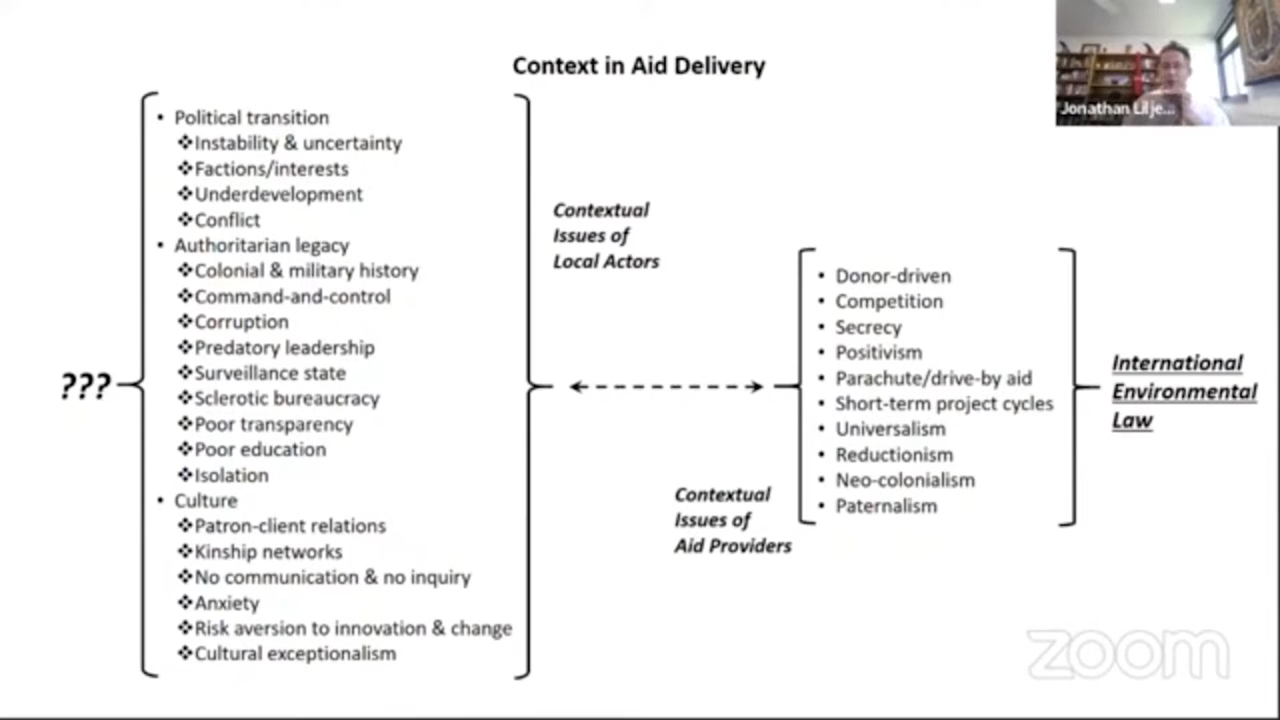 Context in Aid Delivery
Jonathan Lilje...
• Political transition
❖Instability & uncertainty
❖Factions/interests
❖Underdevelopment
❖Conflict
• Authoritarian legacy
❖Colonial & military history
❖Command-and-control
❖Corruption
❖Predatory leadership
❖Surveillance state
❖Sclerotic bureaucracy
❖Poor transparency
❖Poor education
❖Isolation
• Culture
❖Patron-client relations
❖Kinship networks
❖No communication & no inquiry
❖Anxiety
❖Risk aversion to innovation & change
❖Cultural exceptionalism
???
Contextual
Issues of
Local Actors
Contextual
Issues of
Aid Providers
• Donor-driven
• Competition
• Secrecy
• Positivism
• Parachute/drive-by aid
• Short-term project cycles
• Universalism
• Reductionism
• Neo-colonialism
• Paternalism
International
Environmental
Law
zoom